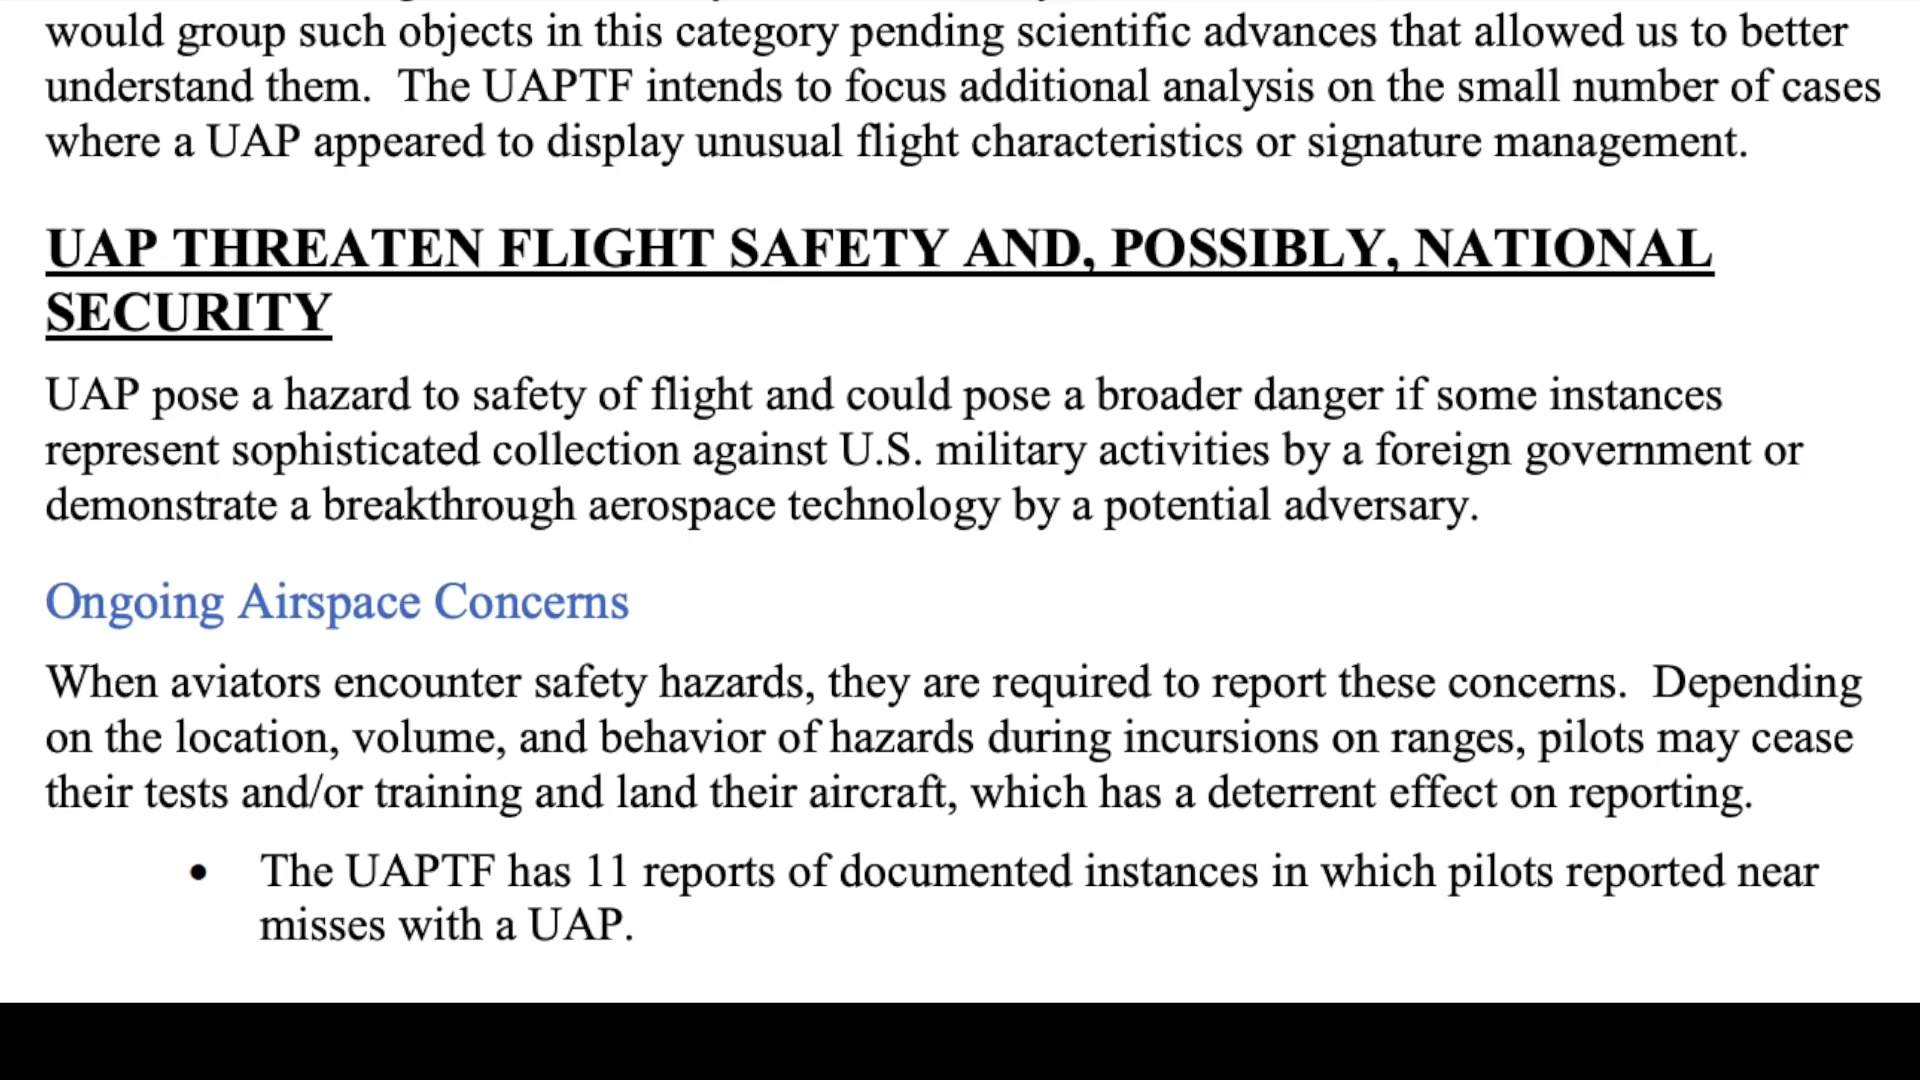 would group such objects in this category pending scientific advances that allowed us to better
understand them.  The UAPTF intends to focus additional analysis on the small number of cases
where a UAP appeared to display unusual flight characteristics or signature management.
UAP THREATEN FLIGHT SAFETY AND, POSSIBLY, NATIONAL
SECURITY
UAP pose a hazard to safety of flight and could pose a broader danger if some instances
represent sophisticated collection against U.S. military activities by a foreign government or
demonstrate a breakthrough aerospace technology by a potential adversary.
Ongoing Airspace Concerns
When aviators encounter safety hazards, they are required to report these concerns.  Depending
on the location, volume, and behavior of hazards during incursions on ranges, pilots may cease
their tests and/or training and land their aircraft, which has a deterrent effect on reporting.
• The UAPTF has 11 reports of documented instances in which pilots reported near
misses with a UAP.